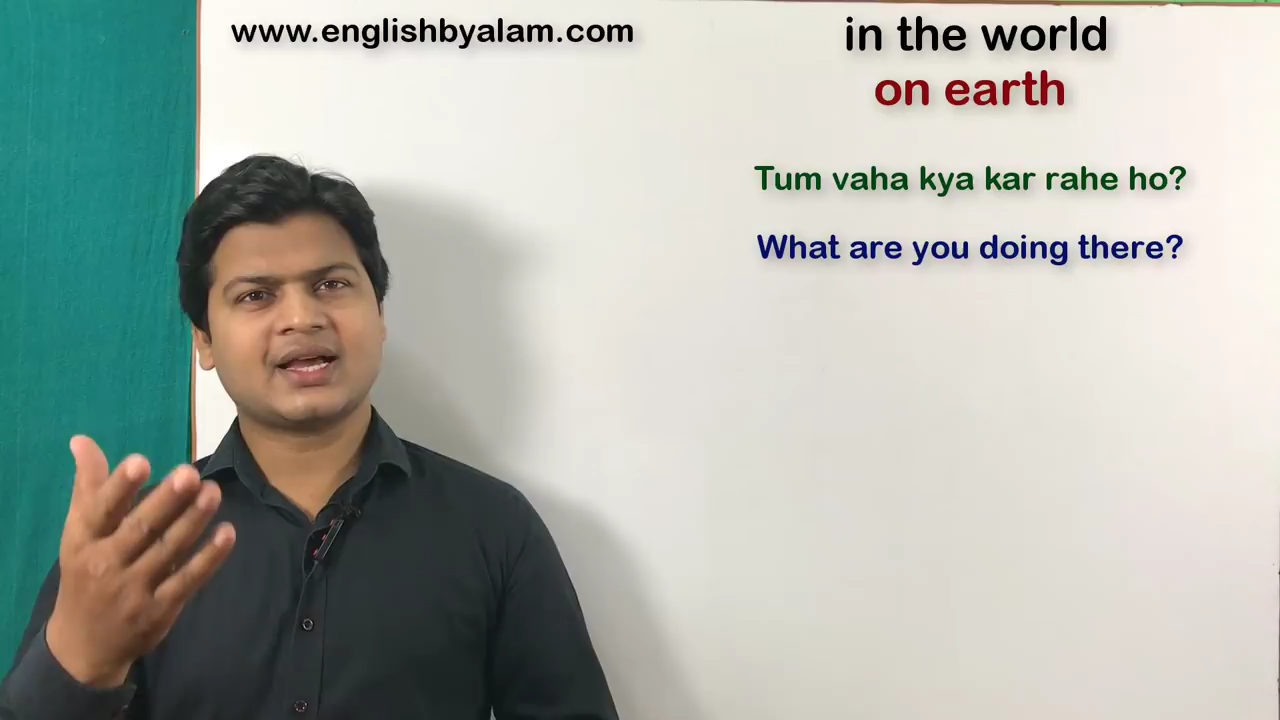 www.englishbyalam.com
in the world
on earth
Tum vaha kya kar rahe ho?
What are you doing there?